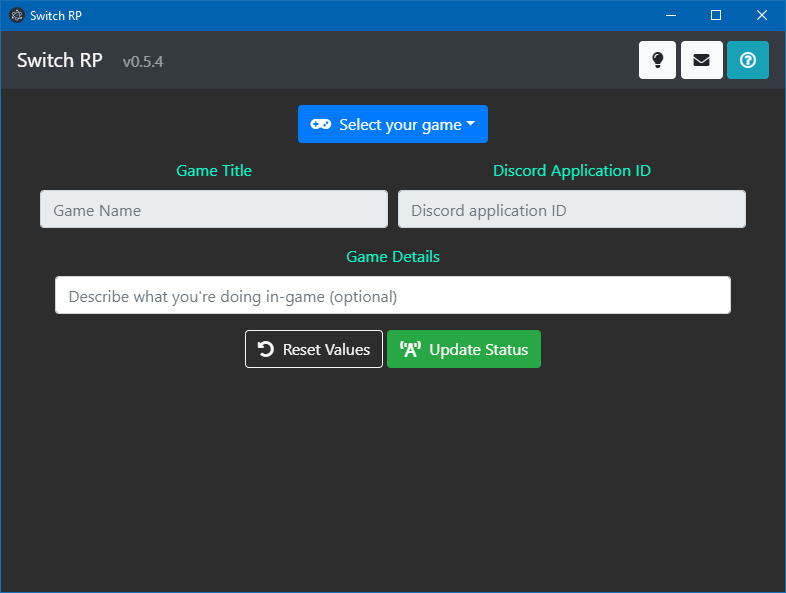 Switch RP
Switch RP v0.5.4
Select your game
Game Title Discord Application ID
Game Name Discord application ID
Game Details
Describe what you're doing in-game (optional)
Reset Values Update Status